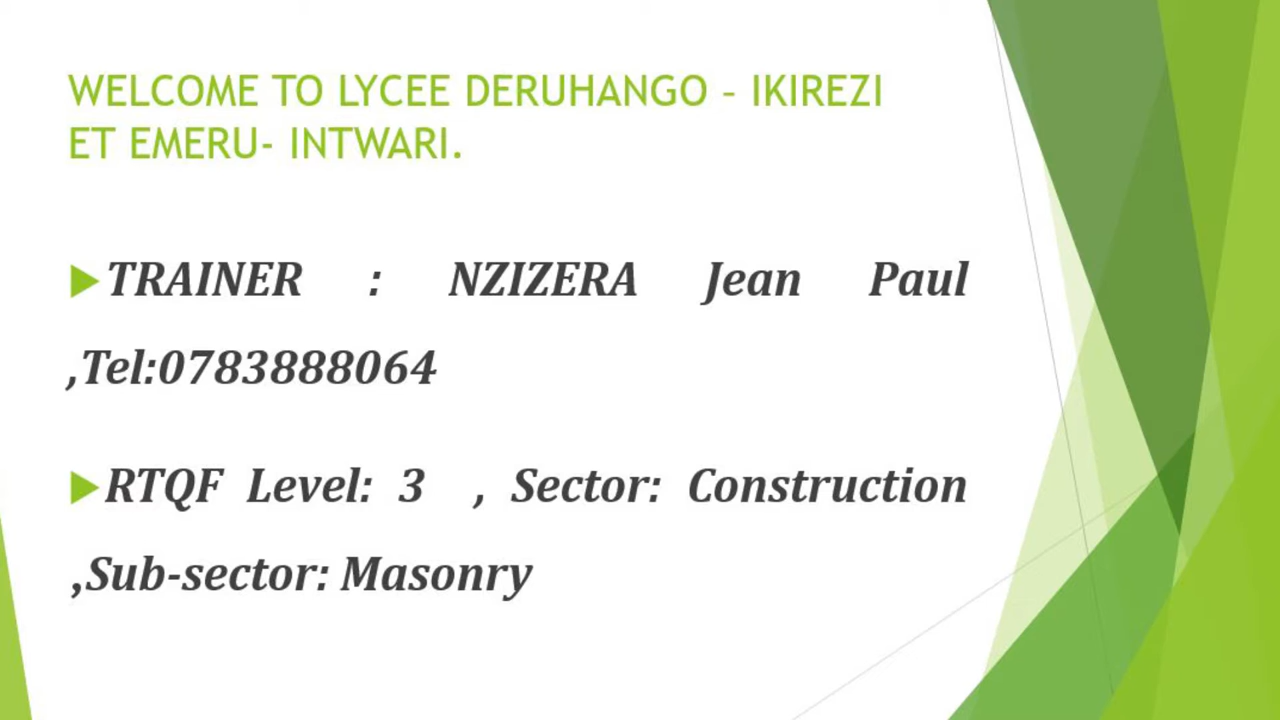 WELCOME TO LYCEE DERUHANGO – IKIREZI
ET EMERU- INTWARI.
TRAINER : NZIZERA Jean Paul
,Tel:0783888064
RTQF Level: 3 , Sector: Construction
,Sub-sector: Masonry